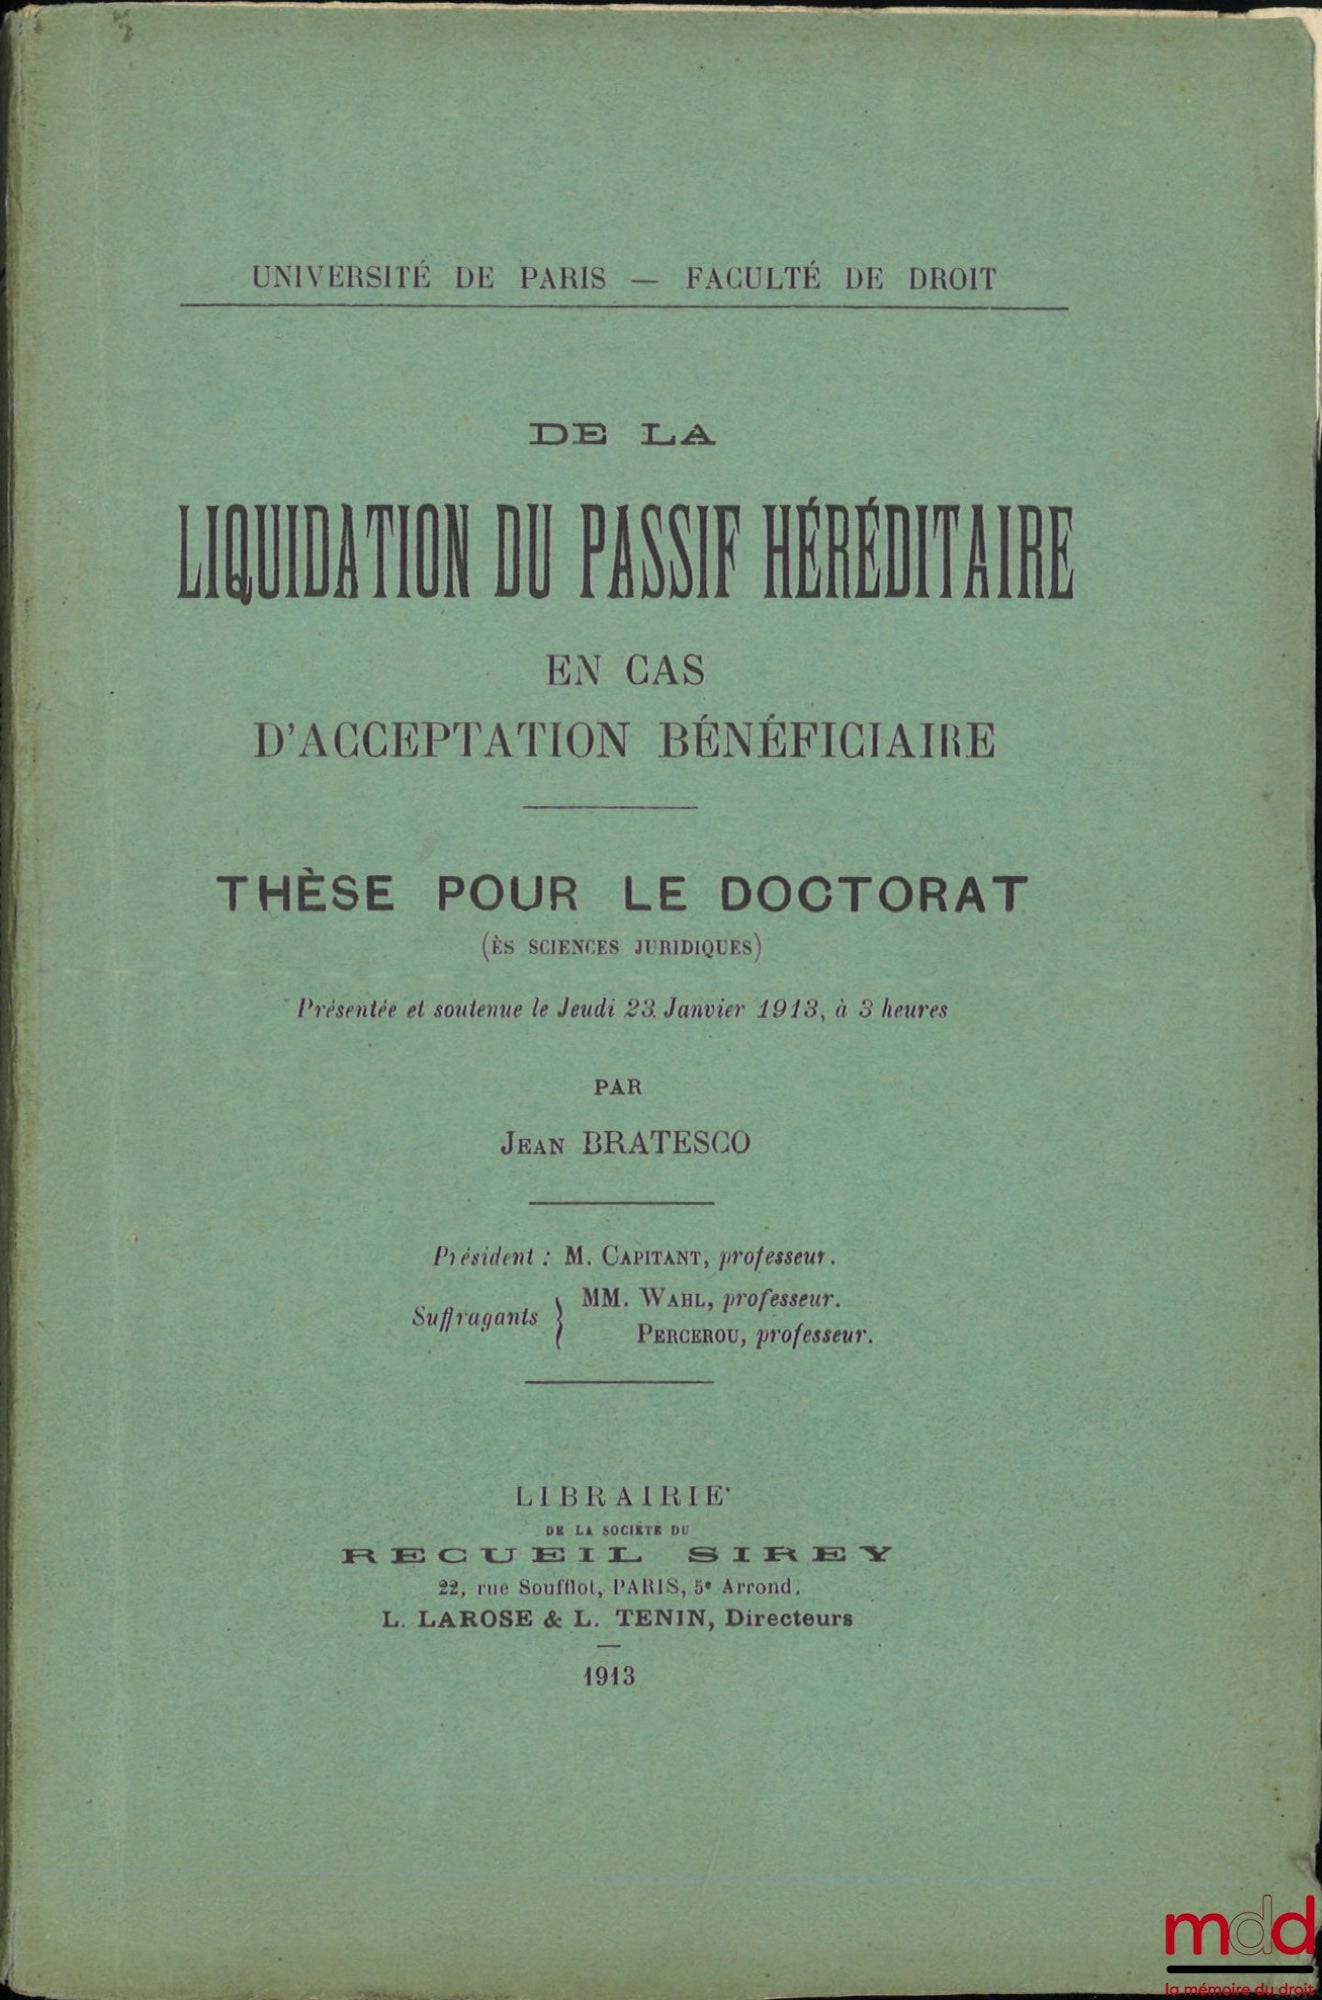 UNIVERSITÉ DE PARIS — FACULTÉ DE DROIT
DE LA
LIQUIDATION DU PASSIF HÉRÉDITAIRE
EN CAS
D'ACCEPTATION BÉNÉFICIAIRE
THÈSE POUR LE DOCTORAT
(ÈS SCIENCES JURIDIQUES)
Présentée et soutenue le Jeudi 23 Janvier 1913, à 3 heures
PAR
JEAN BRATESCO
Président : M. CAPITANT, professeur.
Suffragants } MM. WAHL, professeur.
PERCEROU, professeur.
LIBRAIRIE
DE LA SOCIÉTÉ DU
RECUEIL SIREY
22, rue Soufflot, PARIS, 5e Arrond.
L. LAROSE & L. TENIN, Directeurs
1913
mdd
la mémoire du droit